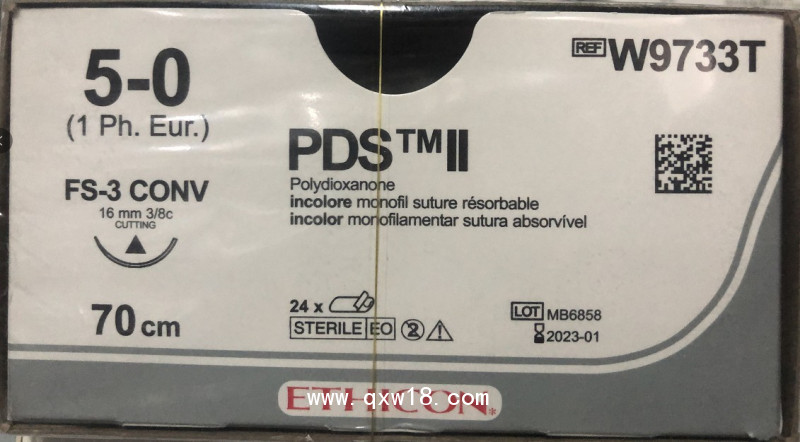 5-0
(1 Ph. Eur.)
FS-3 CONV
16 mm 3/8c
CUTTING
70 cm
REF W9733T
PDS™II
Polydioxanone
incolore monofil suture résorbable
incolor monofilamentar sutura absorvível
24 x
STERILE EO 2
LOT MB6858
2023-01
ETHICON*
www.qxw18.com